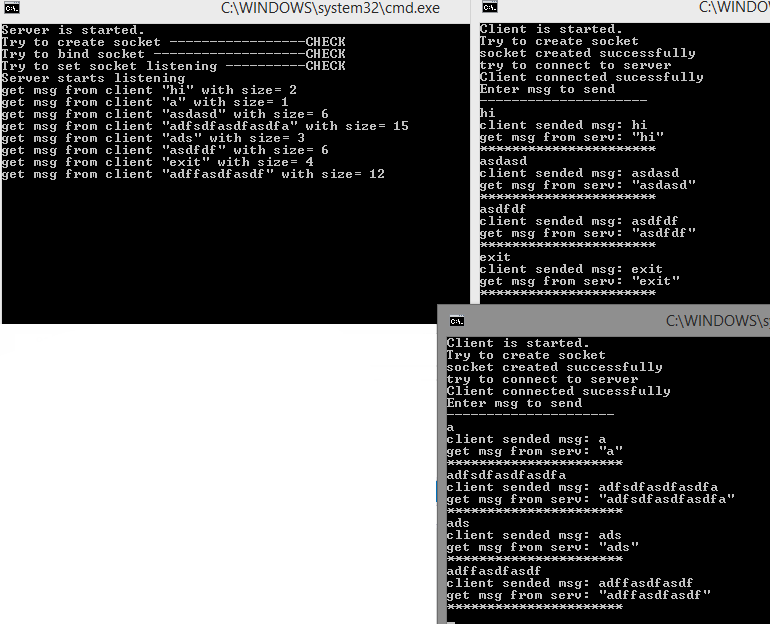 C:\WINDOWS\system32\cmd.exe
Server is started.
Try to create socket -----------------CHECK
Try to bind socket -------------------CHECK
Try to set socket listening ----------CHECK
Server starts listening
get msg from client "hi" with size= 2
get msg from client "a" with size= 1
get msg from client "asdasd" with size= 6
get msg from client "adfsdfasdfasdfa" with size= 15
get msg from client "ads" with size= 3
get msg from client "asdfdf" with size= 6
get msg from client "exit" with size= 4
get msg from client "adffasdfasdf" with size= 12
C:\WINDOW
Client is started.
Try to create socket
socket created successfully
try to connect to server
Client connected sucessfully
Enter msg to send
---------------------
hi
client sended msg: hi
get msg from serv: "hi"
**********************
asdasd
client sended msg: asdasd
get msg from serv: "asdasd"
**********************
asdfdf
client sended msg: asdfdf
get msg from serv: "asdfdf"
**********************
exit
client sended msg: exit
get msg from serv: "exit"
**********************
C:\WINDOWS\sy
Client is started.
Try to create socket
socket created successfully
try to connect to server
Client connected sucessfully
Enter msg to send
---------------------
a
client sended msg: a
get msg from serv: "a"
**********************
adfsdfasdfasdfa
client sended msg: adfsdfasdfasdfa
get msg from serv: "adfsdfasdfasdfa"
**********************
ads
client sended msg: ads
get msg from serv: "ads"
**********************
adffasdfasdf
client sended msg: adffasdfasdf
get msg from serv: "adffasdfasdf"
**********************